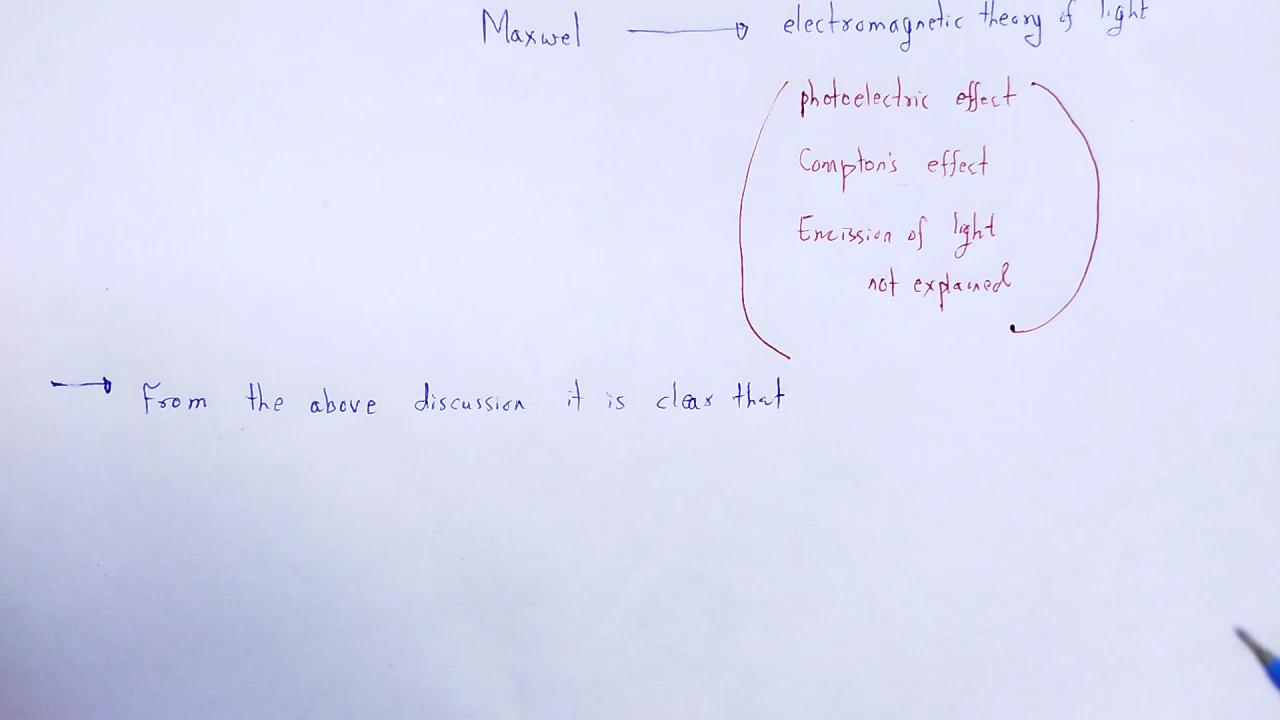 Maxwel → electromagnetic theory of light
photoelectric effect
Compton's effect
Emission of light
not explained
→ From the above discussion it is clear that